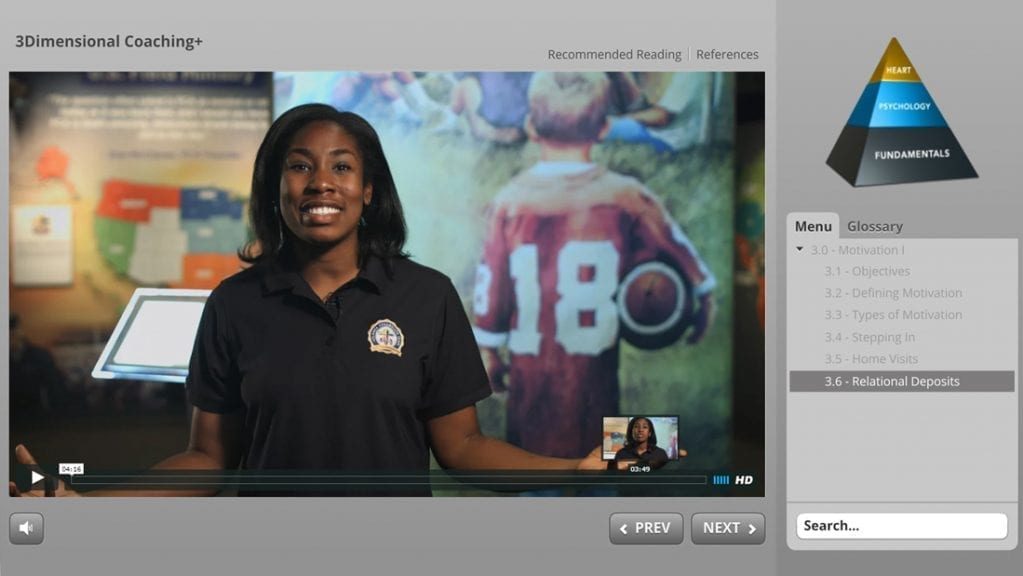 3Dimensional Coaching+
Recommended Reading | References
HEART
PSYCHOLOGY
FUNDAMENTALS
18
04:16
03:49
HD
PREV
NEXT
Menu
Glossary
3.0 - Motivation I
3.1 - Objectives
3.2 - Defining Motivation
3.3 - Types of Motivation
3.4 - Stepping In
3.5 - Home Visits
3.6 - Relational Deposits
Search...